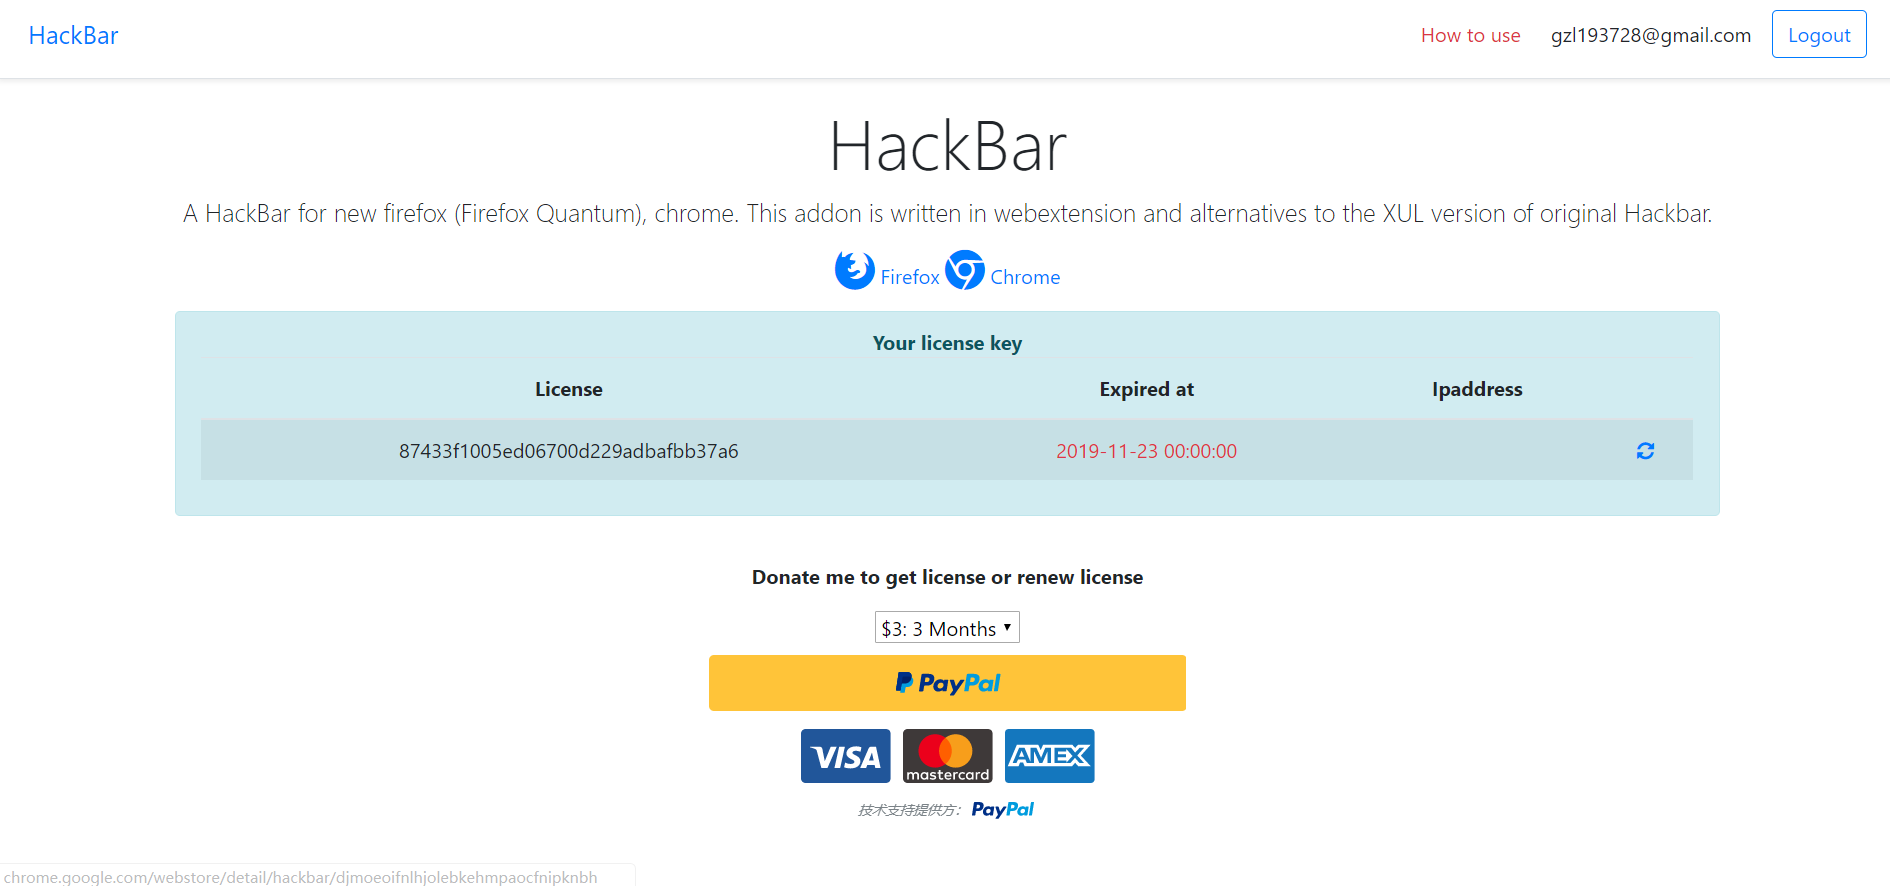 HackBar
How to use gzl193728@gmail.com Logout
HackBar
A HackBar for new firefox (Firefox Quantum), chrome. This addon is written in webextension and alternatives to the XUL version of original Hackbar.
Firefox Chrome
Your license key
License Expired at Ipaddress
87433f1005ed06700d229adbafbb37a6 2019-11-23 00:00:00
Donate me to get license or renew license
$3: 3 Months
PayPal
VISA mastercard AMEX
技术支持提供方： PayPal
chrome.google.com/webstore/detail/hackbar/djmoeoifnlhjolebkehmpaocfnipknbh